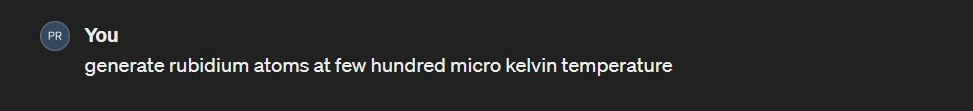 PR
You
generate rubidium atoms at few hundred micro kelvin temperature